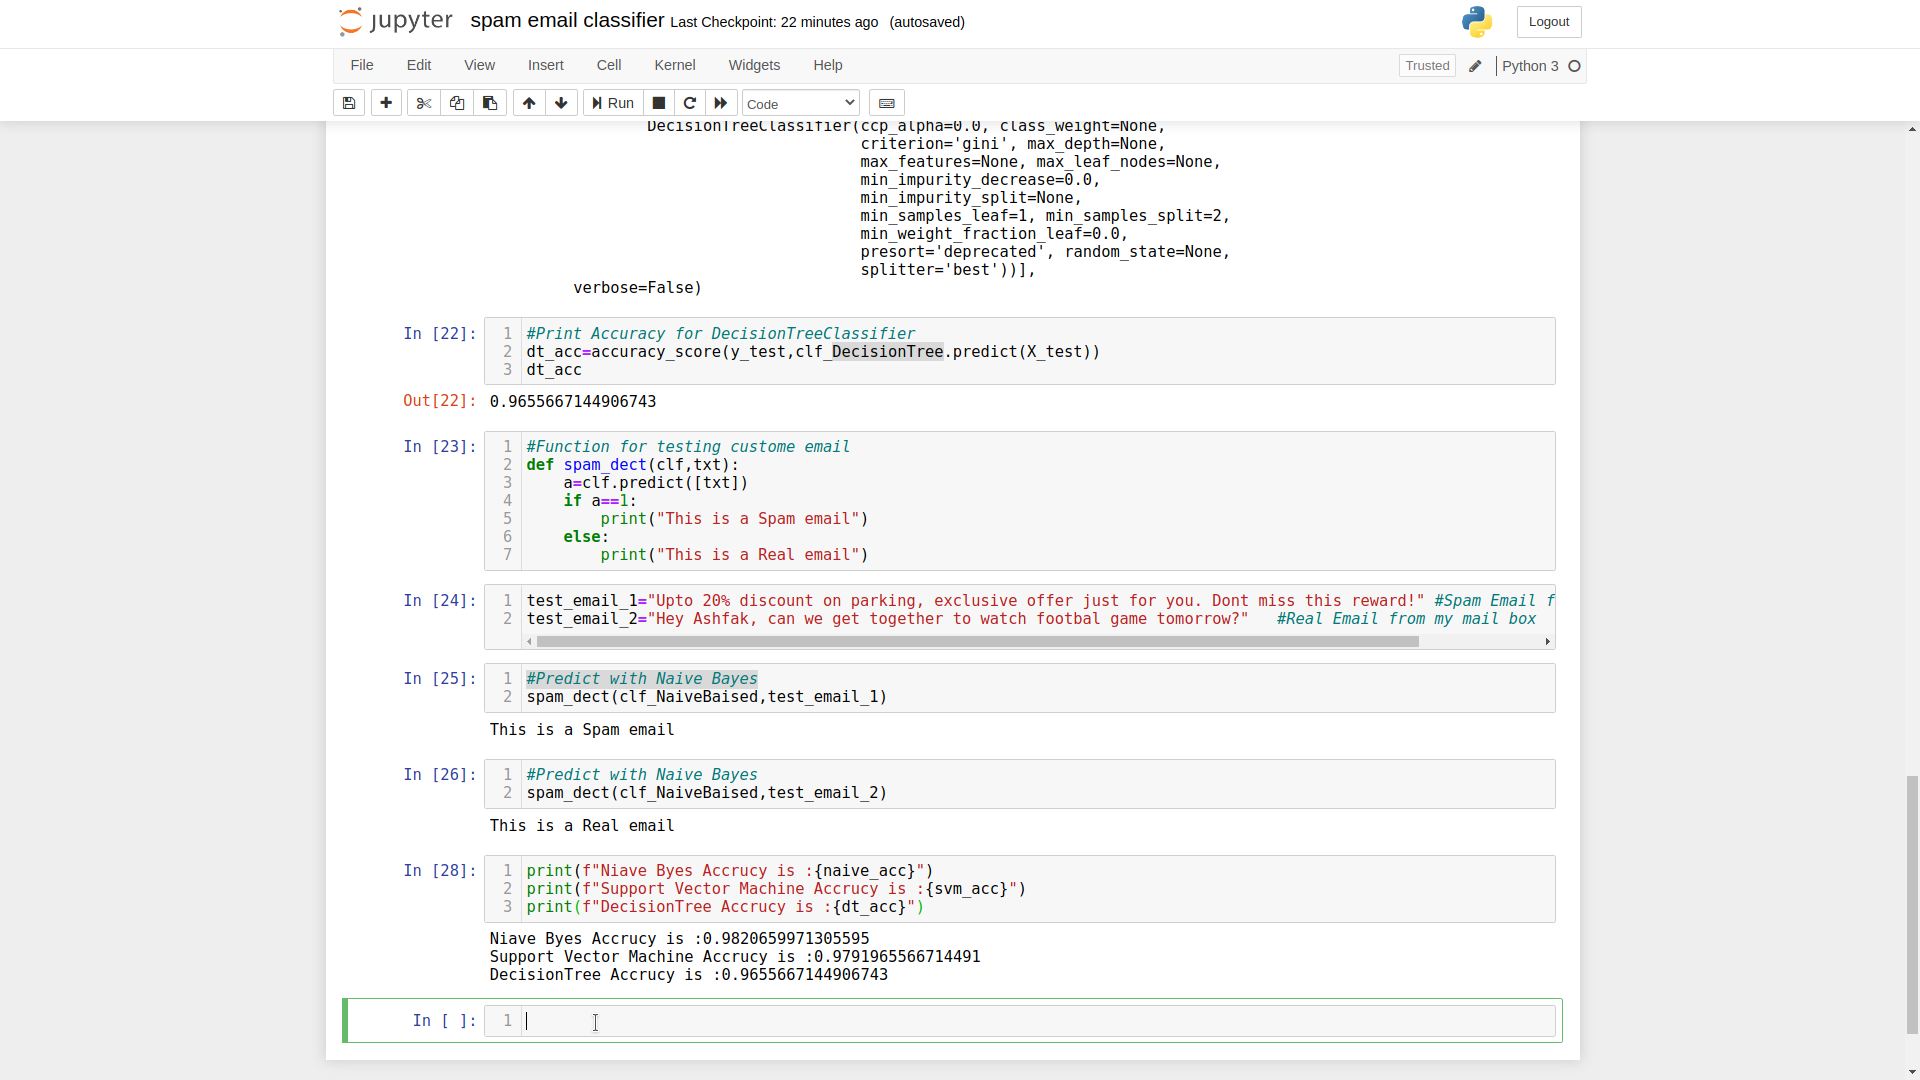 jupyter spam email classifier Last Checkpoint: 22 minutes ago (autosaved) Logout
File Edit View Insert Cell Kernel Widgets Help Trusted Python 3
Run Code
DecisionTreeClassifier(ccp_alpha=0.0, class_weight=None,
criterion='gini', max_depth=None,
max_features=None, max_leaf_nodes=None,
min_impurity_decrease=0.0,
min_impurity_split=None,
min_samples_leaf=1, min_samples_split=2,
min_weight_fraction_leaf=0.0,
presort='deprecated', random_state=None,
splitter='best'))],
verbose=False)
In [22]: 1 #Print Accuracy for DecisionTreeClassifier
2 dt_acc=accuracy_score(y_test,clf_DecisionTree.predict(X_test))
3 dt_acc
Out[22]: 0.9655667144906743
In [23]: 1 #Function for testing custome email
2 def spam_dect(clf,txt):
3 a=clf.predict([txt])
4 if a==1:
5 print("This is a Spam email")
6 else:
7 print("This is a Real email")
In [24]: 1 test_email_1="Upto 20% discount on parking, exclusive offer just for you. Dont miss this reward!" #Spam Email f
2 test_email_2="Hey Ashfak, can we get together to watch footbal game tomorrow?" #Real Email from my mail box
In [25]: 1 #Predict with Naive Bayes
2 spam_dect(clf_NaiveBaised,test_email_1)
This is a Spam email
In [26]: 1 #Predict with Naive Bayes
2 spam_dect(clf_NaiveBaised,test_email_2)
This is a Real email
In [28]: 1 print(f"Niave Byes Accrucy is :{naive_acc}")
2 print(f"Support Vector Machine Accrucy is :{svm_acc}")
3 print(f"DecisionTree Accrucy is :{dt_acc}")
Niave Byes Accrucy is :0.9820659971305595
Support Vector Machine Accrucy is :0.9791965566714491
DecisionTree Accrucy is :0.9655667144906743
In [ ]: 1